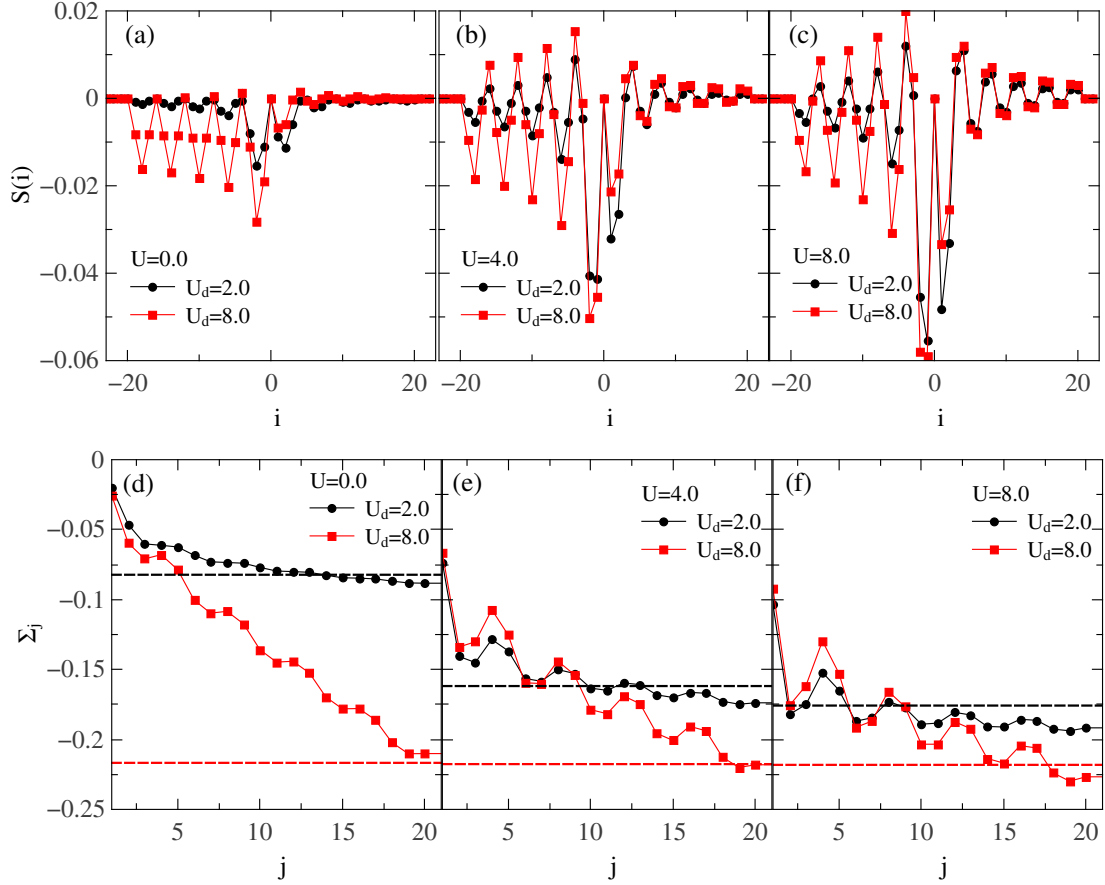 0.02
0
−0.02
−0.04
−0.06
S(i)
(a)
U=0.0
U_d=2.0
U_d=8.0
−20
0
20
i
(b)
U=4.0
U_d=2.0
U_d=8.0
−20
0
20
i
(c)
U=8.0
U_d=2.0
U_d=8.0
−20
0
20
i
0
−0.05
−0.1
−0.15
−0.2
−0.25
Σ_j
(d)
U=0.0
U_d=2.0
U_d=8.0
5
10
15
20
j
(e)
U=4.0
U_d=2.0
U_d=8.0
5
10
15
20
j
(f)
U=8.0
U_d=2.0
U_d=8.0
5
10
15
20
j